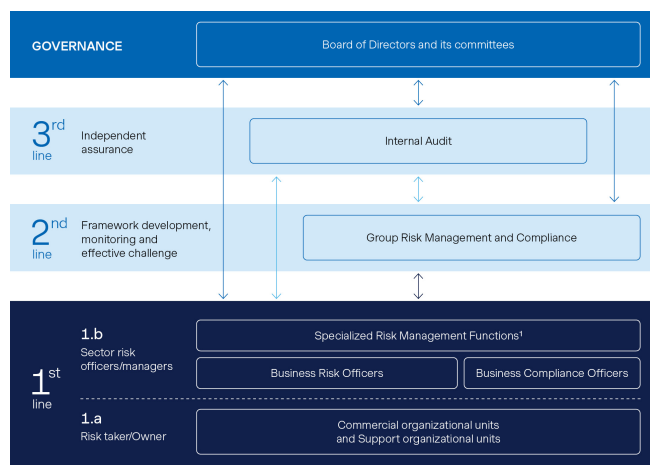 GOVERNANCE
Board of Directors and its committees
3rd
line
Independent
assurance
Internal Audit
2nd
line
Framework development,
monitoring and
effective challenge
Group Risk Management and Compliance
1st
line
1.b
Sector risk
officers/managers
Specialized Risk Management Functions¹
Business Risk Officers
Business Compliance Officers
1.a
Risk taker/Owner
Commercial organizational units
and Support organizational units